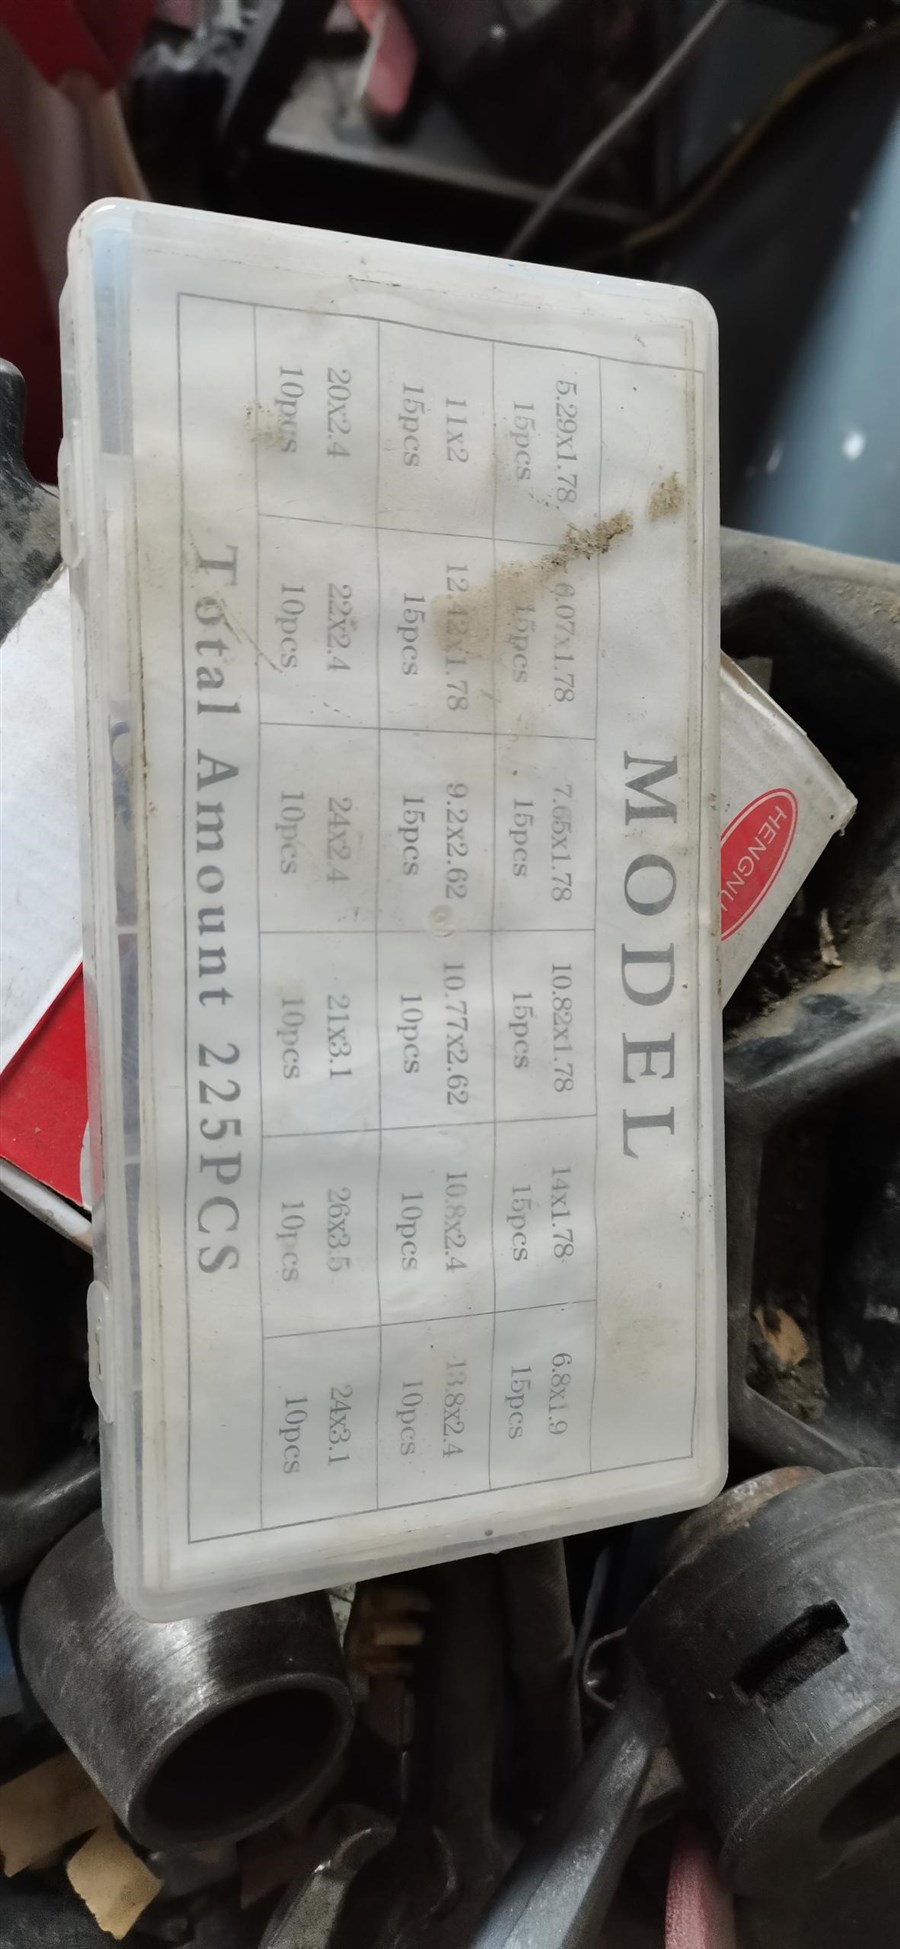 MODEL
5.29x1.78 6.07x1.78 7.65x1.78 10.82x1.78 14x1.78 6.8x1.9
15pcs 15pcs 15pcs 15pcs 15pcs 15pcs
11x2 12.42x1.78 9.2x2.62 10.77x2.62 10.8x2.4 13.8x2.4
15pcs 15pcs 15pcs 10pcs 10pcs 10pcs
20x2.4 22x2.4 24x2.4 21x3.1 26x3.5 24x3.1
10pcs 10pcs 10pcs 10pcs 10pcs 10pcs
Total Amount 225PCS